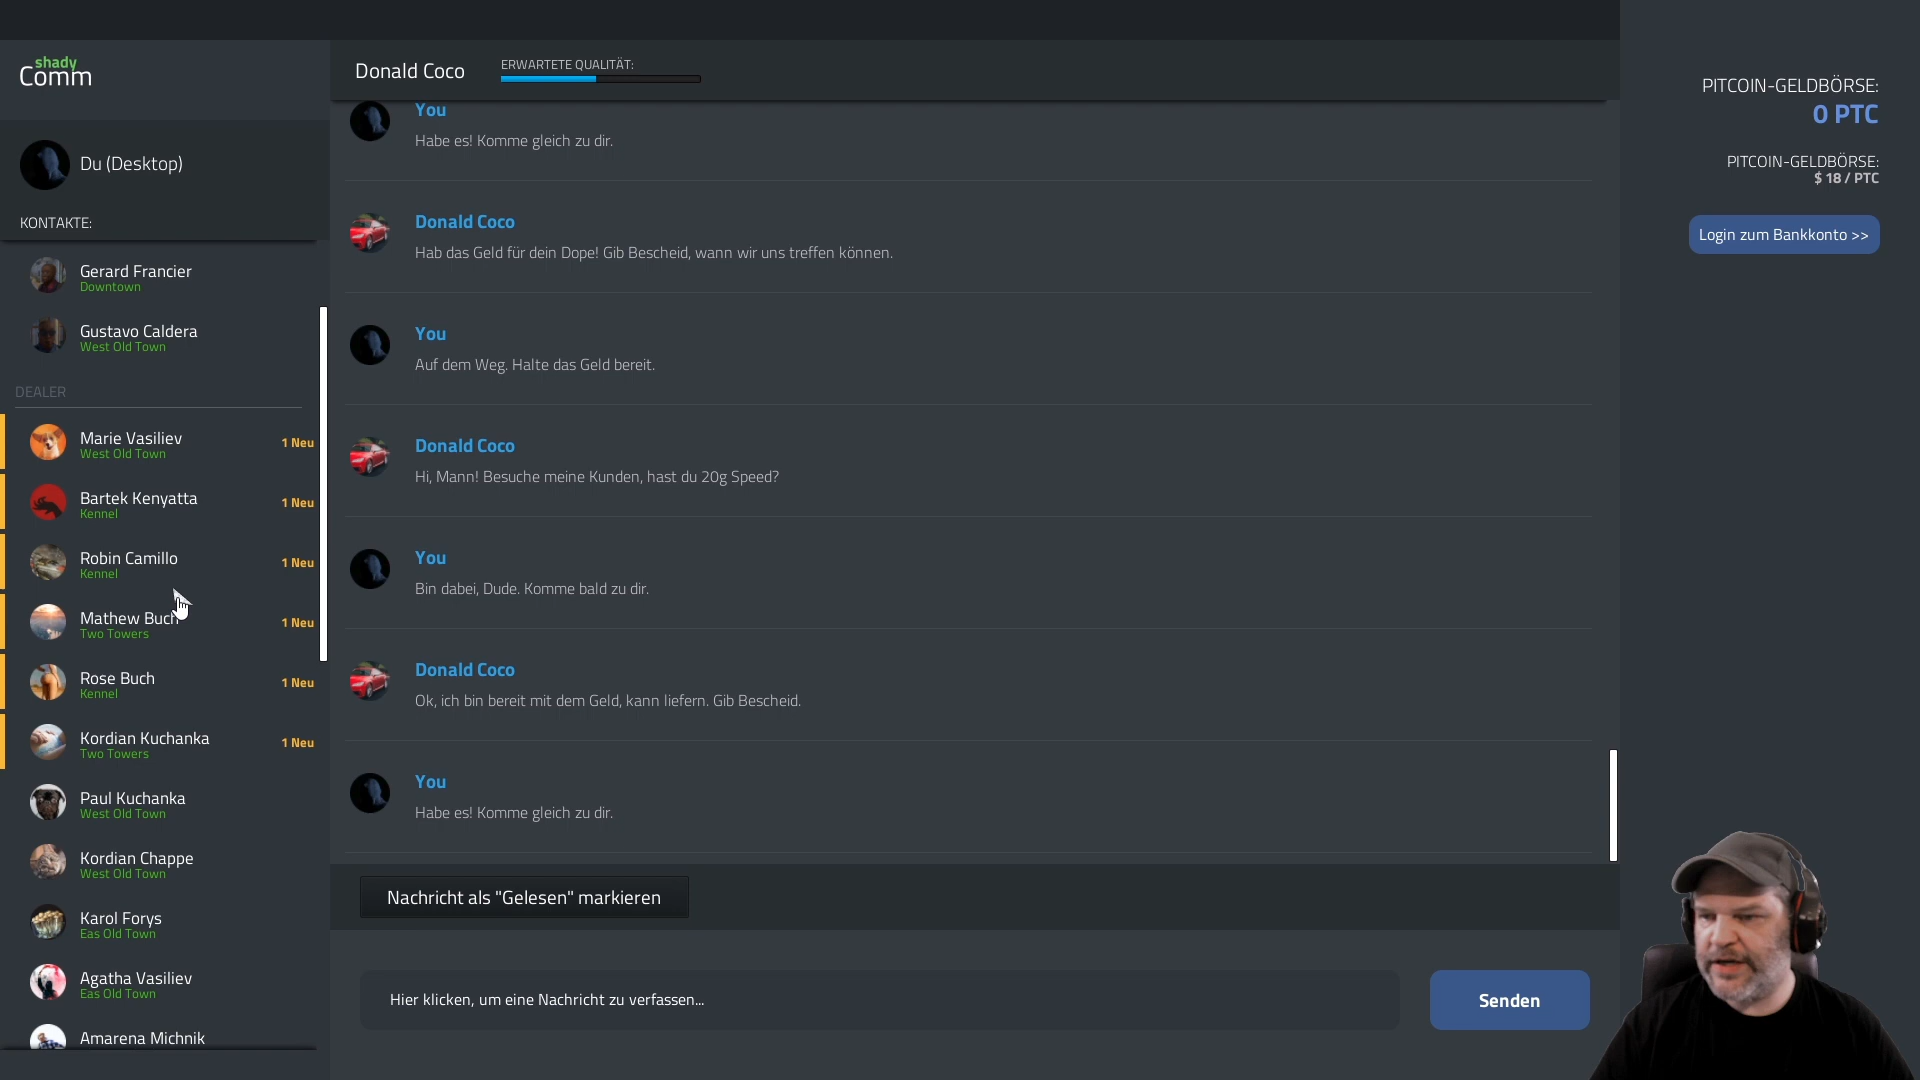 shady
Comm
Du (Desktop)
KONTAKTE:
Gerard Francier
Downtown
Gustavo Caldera
West Old Town
DEALER
Marie Vasiliev
West Old Town
1 Neu
Bartek Kenyatta
Kennel
1 Neu
Robin Camillo
Kennel
1 Neu
Mathew Buch
Two Towers
1 Neu
Rose Buch
Kennel
1 Neu
Kordian Kuchanka
Two Towers
1 Neu
Paul Kuchanka
West Old Town
Kordian Chappe
West Old Town
Karol Forys
Eas Old Town
Agatha Vasiliev
Eas Old Town
Amarena Michnik
Donald Coco
ERWARTETE QUALITÄT:
You
Habe es! Komme gleich zu dir.
Donald Coco
Hab das Geld für dein Dope! Gib Bescheid, wann wir uns treffen können.
You
Auf dem Weg. Halte das Geld bereit.
Donald Coco
Hi, Mann! Besuche meine Kunden, hast du 20g Speed?
You
Bin dabei, Dude. Komme bald zu dir.
Donald Coco
Ok, ich bin bereit mit dem Geld, kann liefern. Gib Bescheid.
You
Habe es! Komme gleich zu dir.
Nachricht als "Gelesen" markieren
Hier klicken, um eine Nachricht zu verfassen...
Senden
PITCOIN-GELDBÖRSE:
0 PTC
PITCOIN-GELDBÖRSE:
$ 18 / PTC
Login zum Bankkonto >>